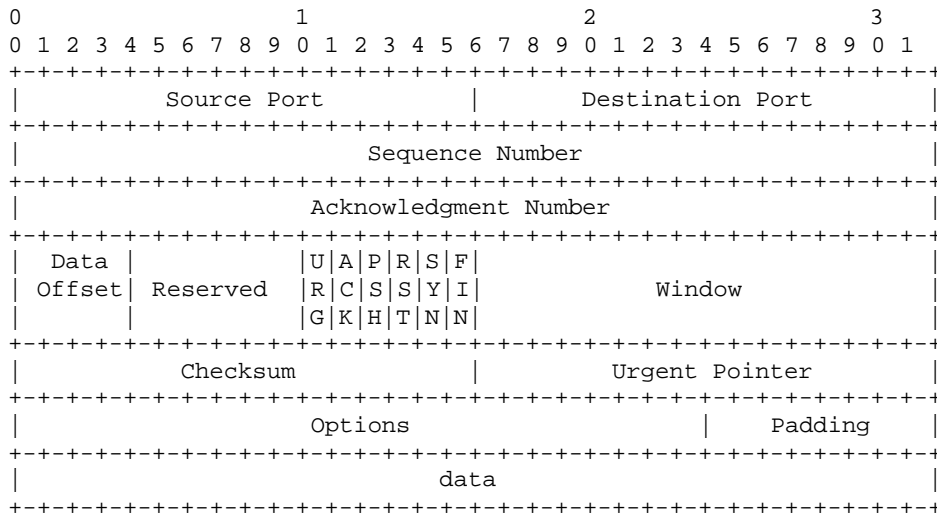 0 1 2 3
0 1 2 3 4 5 6 7 8 9 0 1 2 3 4 5 6 7 8 9 0 1 2 3 4 5 6 7 8 9 0 1
+-+-+-+-+-+-+-+-+-+-+-+-+-+-+-+-+-+-+-+-+-+-+-+-+-+-+-+-+-+-+-+-+
| Source Port | Destination Port |
+-+-+-+-+-+-+-+-+-+-+-+-+-+-+-+-+-+-+-+-+-+-+-+-+-+-+-+-+-+-+-+-+
| Sequence Number |
+-+-+-+-+-+-+-+-+-+-+-+-+-+-+-+-+-+-+-+-+-+-+-+-+-+-+-+-+-+-+-+-+
| Acknowledgment Number |
+-+-+-+-+-+-+-+-+-+-+-+-+-+-+-+-+-+-+-+-+-+-+-+-+-+-+-+-+-+-+-+-+
| Data | |U|A|P|R|S|F| |
| Offset| Reserved |R|C|S|S|Y|I| Window |
| | |G|K|H|T|N|N| |
+-+-+-+-+-+-+-+-+-+-+-+-+-+-+-+-+-+-+-+-+-+-+-+-+-+-+-+-+-+-+-+-+
| Checksum | Urgent Pointer |
+-+-+-+-+-+-+-+-+-+-+-+-+-+-+-+-+-+-+-+-+-+-+-+-+-+-+-+-+-+-+-+-+
| Options | Padding |
+-+-+-+-+-+-+-+-+-+-+-+-+-+-+-+-+-+-+-+-+-+-+-+-+-+-+-+-+-+-+-+-+
| data |
+-+-+-+-+-+-+-+-+-+-+-+-+-+-+-+-+-+-+-+-+-+-+-+-+-+-+-+-+-+-+-+-+